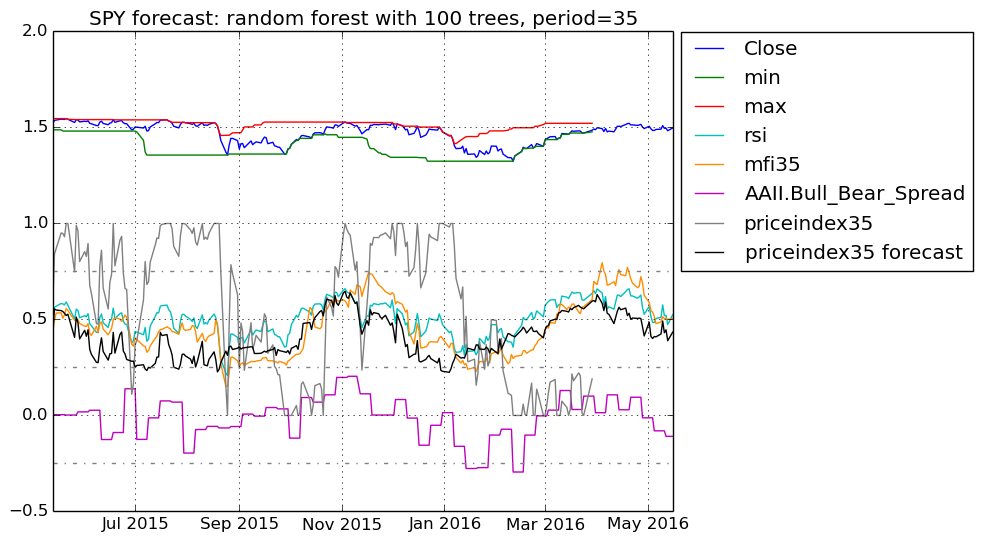 SPY forecast: random forest with 100 trees, period=35
2.0
1.5
1.0
0.5
0.0
−0.5
Jul 2015 Sep 2015 Nov 2015 Jan 2016 Mar 2016 May 2016
Close
min
max
rsi
mfi35
AAII.Bull_Bear_Spread
priceindex35
priceindex35 forecast